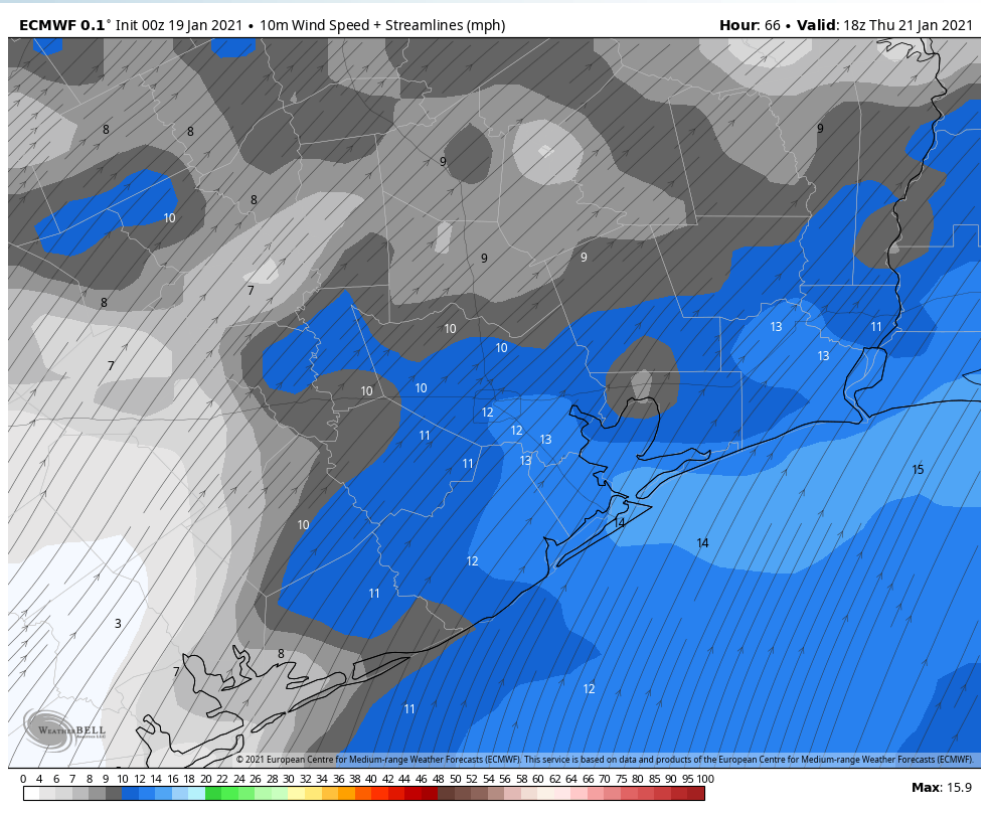 ECMWF 0.1° Init 00z 19 Jan 2021 • 10m Wind Speed + Streamlines (mph) Hour: 66 • Valid: 18z Thu 21 Jan 2021
8 8 9 9
8
10
9 9
7
8
10 13 11
10 13
7
10 10
12
11 12 13
11 13 15
10 14
14
12
11
3
8
7
12
11
WEATHERBELL
© 2021 European Centre for Medium-range Weather Forecasts (ECMWF). This service is based on data and products of the European Centre for Medium-range Weather Forecasts (ECMWF).
0 4 6 7 8 9 10 12 14 16 18 20 22 24 26 28 30 32 34 36 38 40 42 44 46 48 50 52 54 56 58 60 62 64 66 70 75 80 85 90 95 100
Max: 15.9